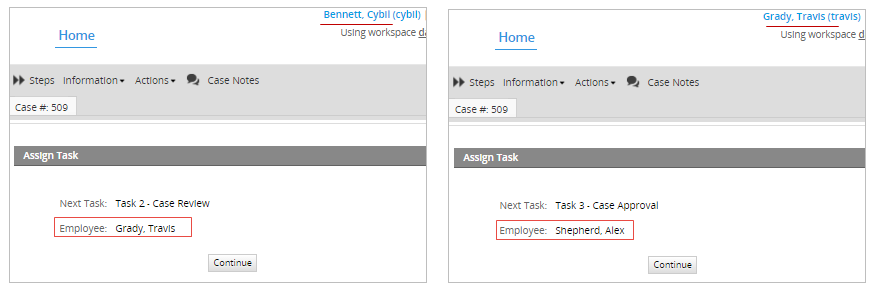 Bennett, Cybil (cybil) |
Home
Using workspace
Steps Information Actions Case Notes
Case #: 509
Assign Task
Next Task: Task 2 - Case Review
Employee: Grady, Travis
Continue
Grady, Travis (travis)
Home
Using workspace
Steps Information Actions Case Notes
Case #: 509
Assign Task
Next Task: Task 3 - Case Approval
Employee: Shepherd, Alex
Continue